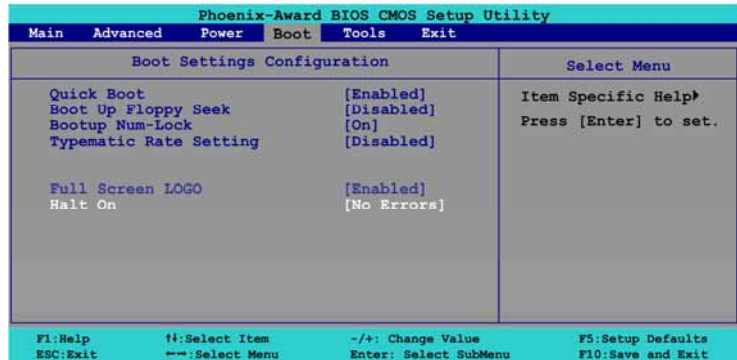 Phoenix-Award BIOS CMOS Setup Utility
Main Advanced Power Boot Tools Exit
Boot Settings Configuration
Select Menu
Quick Boot [Enabled]
Boot Up Floppy Seek [Disabled]
Bootup Num-Lock [On]
Typematic Rate Setting [Disabled]
Full Screen LOGO [Enabled]
Halt On [No Errors]
Item Specific Help
Press [Enter] to set.
F1:Help ↑↓:Select Item -/+: Change Value F5:Setup Defaults
ESC:Exit ←→:Select Menu Enter: Select SubMenu F10:Save and Exit